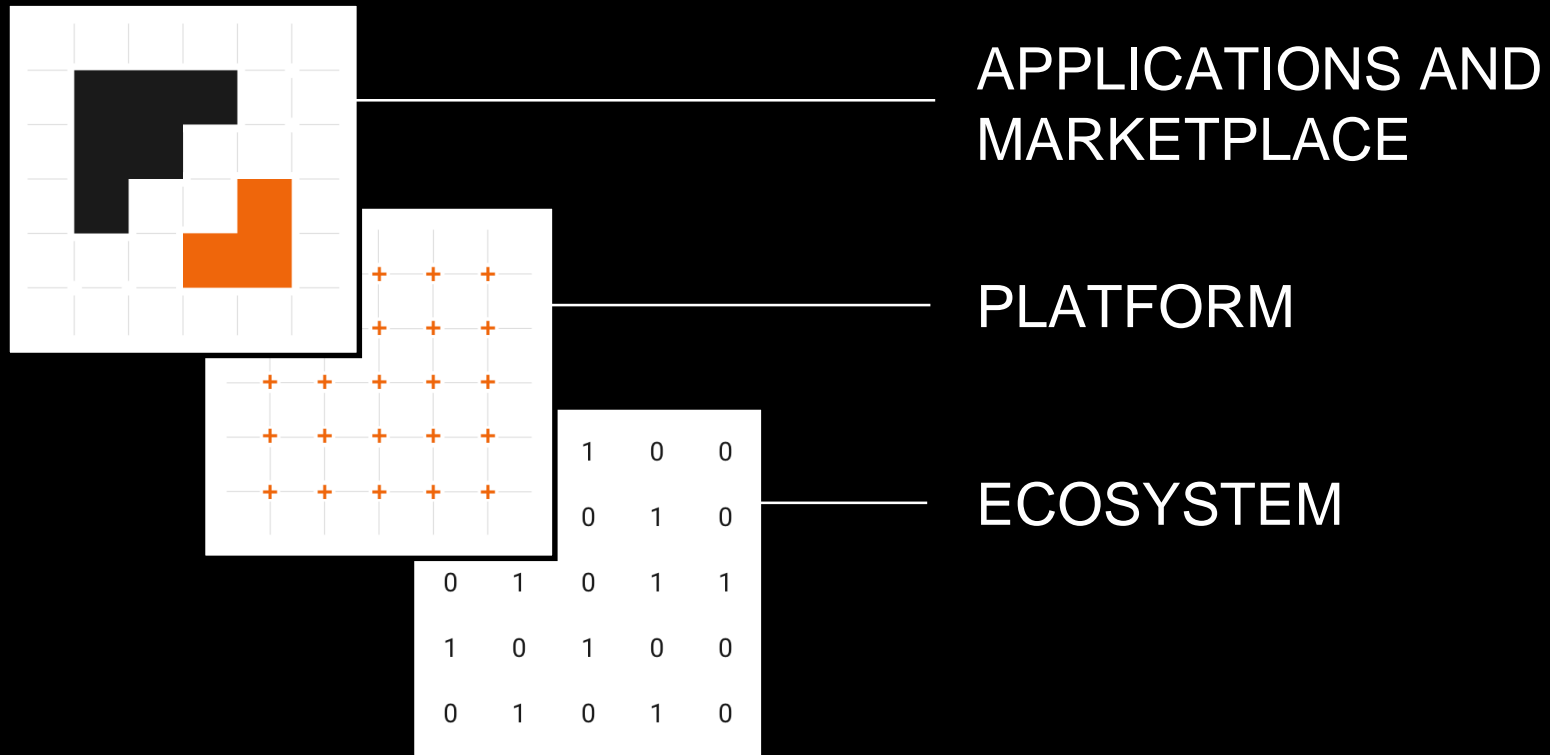 APPLICATIONS AND
MARKETPLACE
PLATFORM
ECOSYSTEM
1 0 0
0 1 0
0 1 0 1 1
1 0 1 0 0
0 1 0 1 0